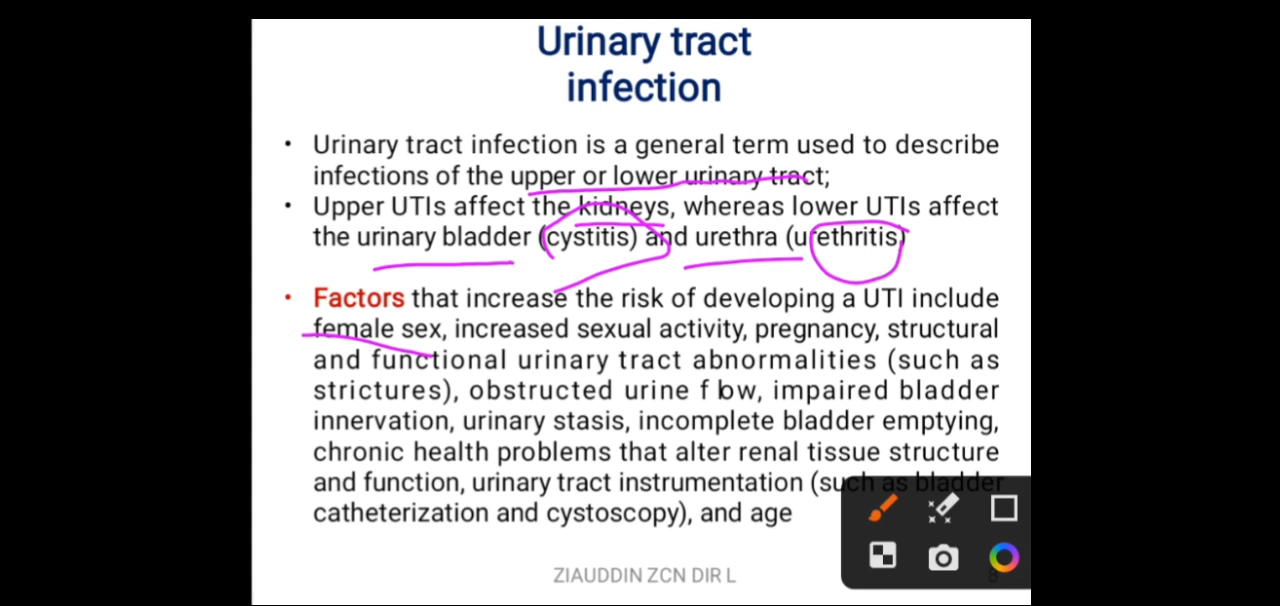 Urinary tract
infection
• Urinary tract infection is a general term used to describe
infections of the upper or lower urinary tract;
• Upper UTIs affect the kidneys, whereas lower UTIs affect
the urinary bladder (cystitis) and urethra (urethritis)
• Factors that increase the risk of developing a UTI include
female sex, increased sexual activity, pregnancy, structural
and functional urinary tract abnormalities (such as
strictures), obstructed urine f low, impaired bladder
innervation, urinary stasis, incomplete bladder emptying,
chronic health problems that alter renal tissue structure
and function, urinary tract instrumentation (such as bladder
catheterization and cystoscopy), and age
ZIAUDDIN ZCN DIR L
8